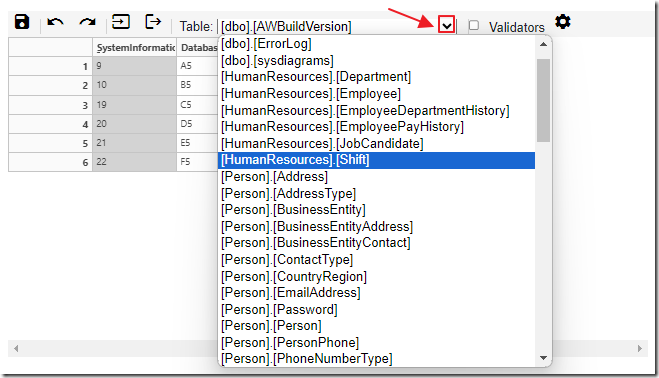 Table: [dbo].[AWBuildVersion] Validators
SystemInformatic Databas
1 9 A5
2 10 B5
3 19 C5
4 20 D5
5 21 E5
6 22 F5
[dbo].[ErrorLog]
[dbo].[sysdiagrams]
[HumanResources].[Department]
[HumanResources].[Employee]
[HumanResources].[EmployeeDepartmentHistory]
[HumanResources].[EmployeePayHistory]
[HumanResources].[JobCandidate]
[HumanResources].[Shift]
[Person].[Address]
[Person].[AddressType]
[Person].[BusinessEntity]
[Person].[BusinessEntityAddress]
[Person].[BusinessEntityContact]
[Person].[ContactType]
[Person].[CountryRegion]
[Person].[EmailAddress]
[Person].[Password]
[Person].[Person]
[Person].[PersonPhone]
[Person].[PhoneNumberType]